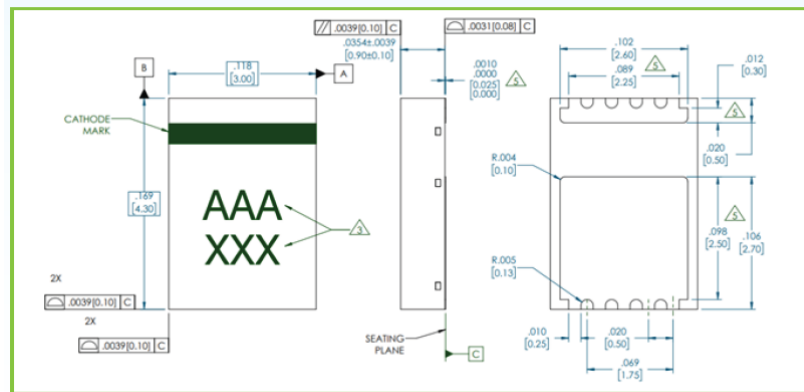 // .0039[0.10] C
⌓ .0031[0.08] C
.0354±.0039
[0.90±0.10]
.118
[3.00]
B
A
.0010
.0000
[0.025]
[0.000]
5
.102
[2.60]
.089
[2.25]
5
.012
[0.30]
5
.020
[0.50]
CATHODE
MARK
R.004
[0.10]
.169
[4.30]
AAA
XXX
3
.098
[2.50]
5
.106
[2.70]
R.005
[0.13]
2X
⌓ .0039[0.10] C
2X
⌓ .0039[0.10] C
SEATING
PLANE
C
.010
[0.25]
.020
[0.50]
.069
[1.75]